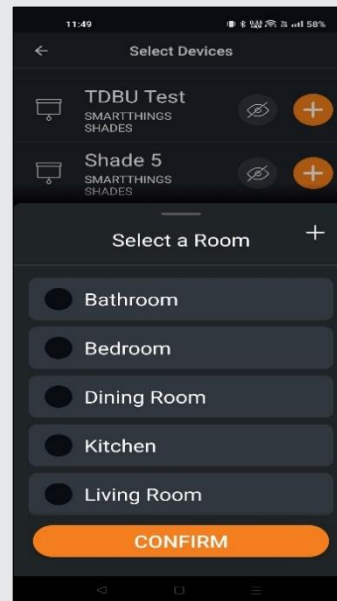 11:49
58%
Select Devices
TDBU Test
SMARTTHINGS
SHADES
Shade 5
SMARTTHINGS
SHADES
Select a Room
Bathroom
Bedroom
Dining Room
Kitchen
Living Room
CONFIRM